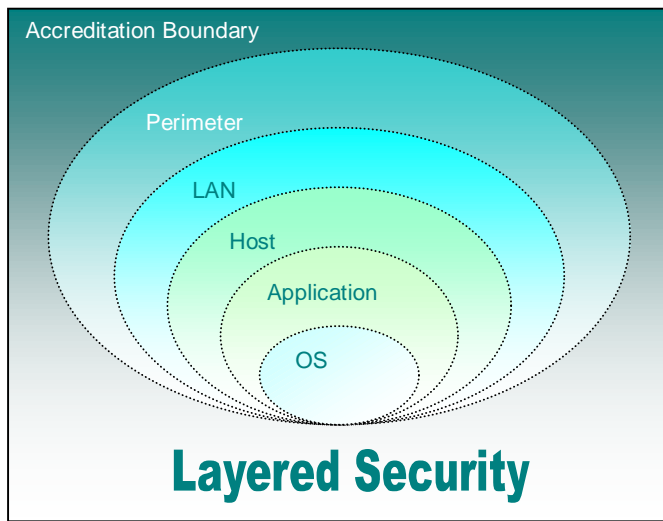 Accreditation Boundary
Perimeter
LAN
Host
Application
OS
Layered Security